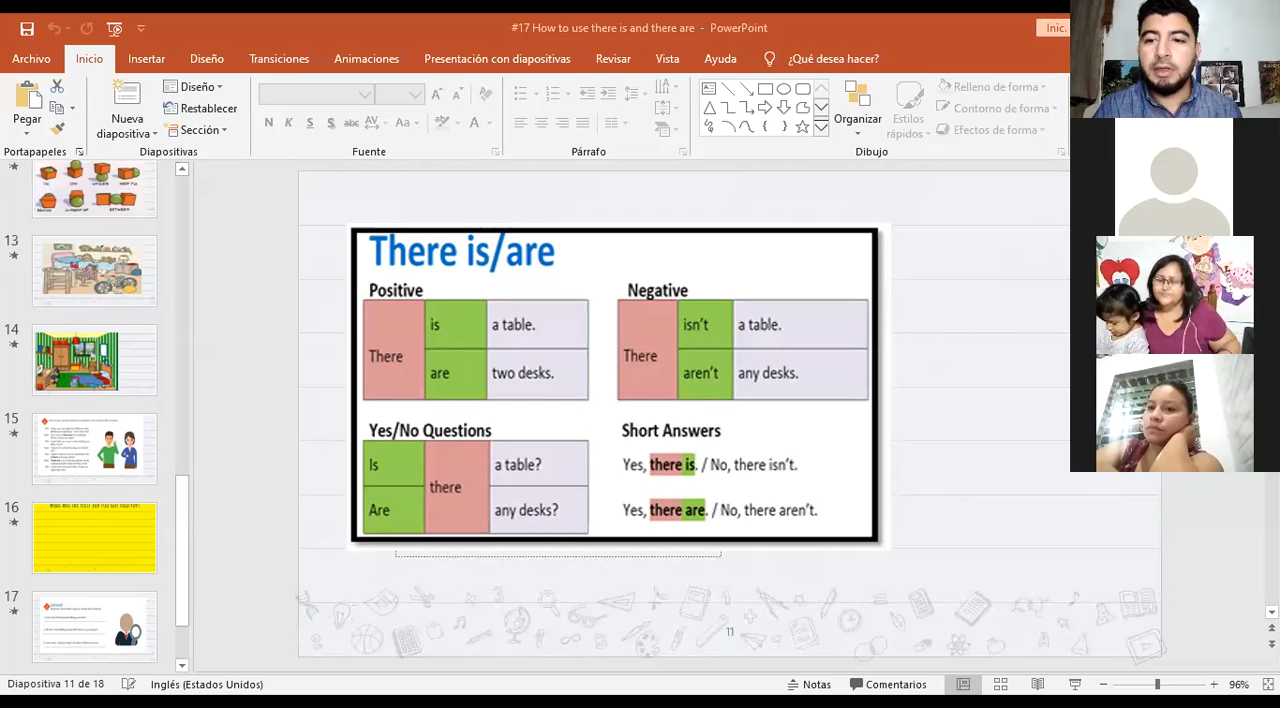 #17 How to use there is and there are - PowerPoint
Inic.
Archivo Inicio Insertar Diseño Transiciones Animaciones Presentación con diapositivas Revisar Vista Ayuda ¿Qué desea hacer?
Pegar
Nueva diapositiva
Diseño
Restablecer
Sección
N K S S abc AV Aa A
Organizar
Estilos rápidos
Relleno de forma
Contorno de forma
Efectos de forma
Portapapeles Diapositivas Fuente Párrafo Dibujo
13
14
15
16
17
There is/are
Positive
There
is a table.
are two desks.
Negative
There
isn't a table.
aren't any desks.
Yes/No Questions
Is
Are
there
a table?
any desks?
Short Answers
Yes, there is. / No, there isn't.
Yes, there are. / No, there aren't.
11
Diapositiva 11 de 18 Inglés (Estados Unidos) Notas Comentarios 96%